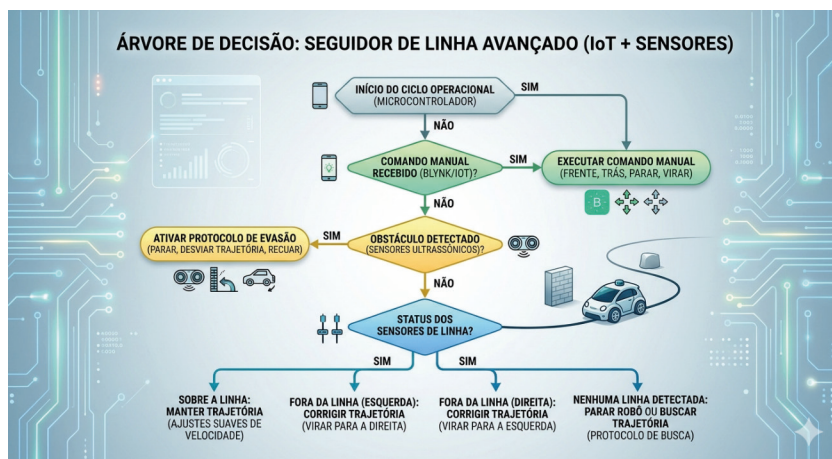 ÁRVORE DE DECISÃO: SEGUIDOR DE LINHA AVANÇADO (IoT + SENSORES)
INÍCIO DO CICLO OPERACIONAL
(MICROCONTROLADOR)
SIM
NÃO
COMANDO MANUAL
RECEBIDO (BLYNK/IOT)?
SIM
EXECUTAR COMANDO MANUAL
(FRENTE, TRÁS, PARAR, VIRAR)
B
NÃO
ATIVAR PROTOCOLO DE EVASÃO
(PARAR, DESVIAR TRAJETÓRIA, RECUAR)
SIM
OBSTÁCULO DETECTADO
(SENSORES ULTRASSÓNICOS)?
NÃO
STATUS DOS
SENSORES DE LINHA?
SIM
SIM
SOBRE A LINHA:
MANTER TRAJETÓRIA
(AJUSTES SUAVES DE
VELOCIDADE)
FORA DA LINHA (ESQUERDA):
CORRIGIR TRAJETÓRIA
(VIRAR PARA A DIREITA)
FORA DA LINHA (DIREITA):
CORRIGIR TRAJETÓRIA
(VIRAR PARA A ESQUERDA)
NENHUMA LINHA DETECTADA:
PARAR ROBÔ OU BUSCAR
TRAJETÓRIA
(PROTOCOLO DE BUSCA)